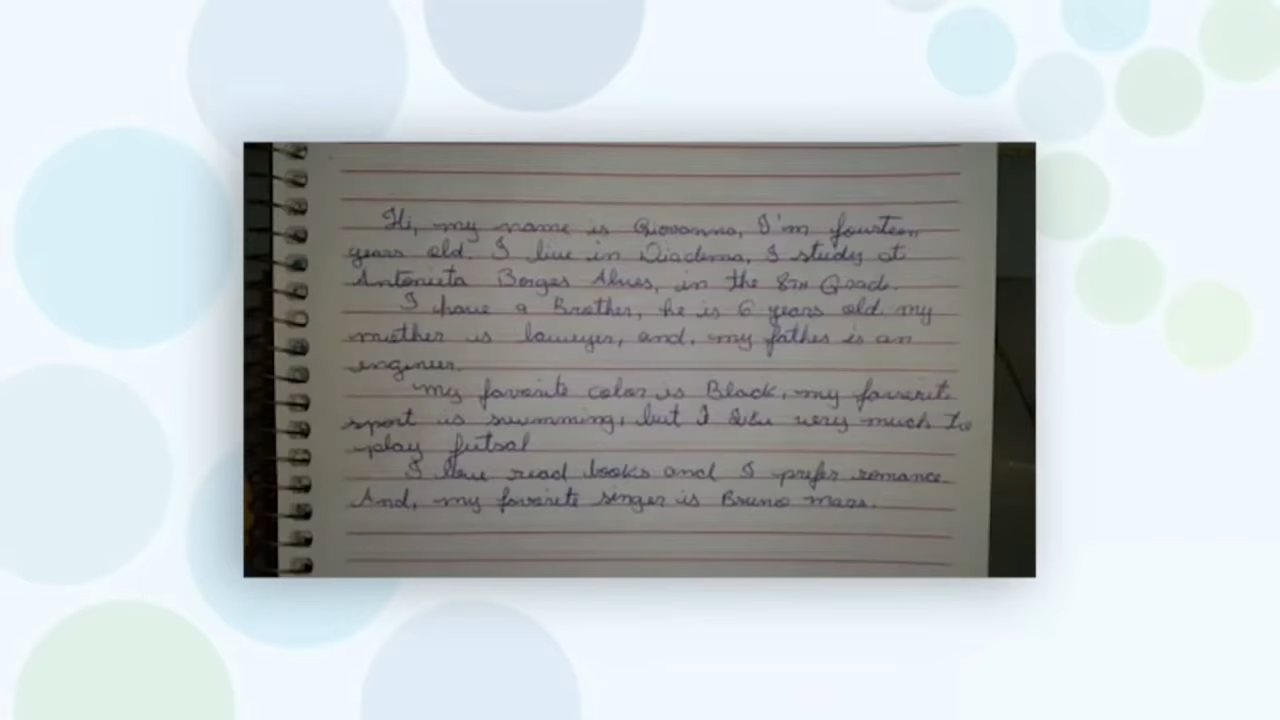 Hi, my name is Giovanna, I'm fourteen
years old. I live in Diadema, I study at
Antonieta Borges Alves, in the 8TH Grade.
I have a Brother, he is 6 years old. my
mother is lawyer, and, my father is an
engineer.
my favorite color is Black, my favorite
sport is swimming, but I like very much to
play futsal
I love read books and I prefer romance.
And, my favorite singer is Bruno mars.